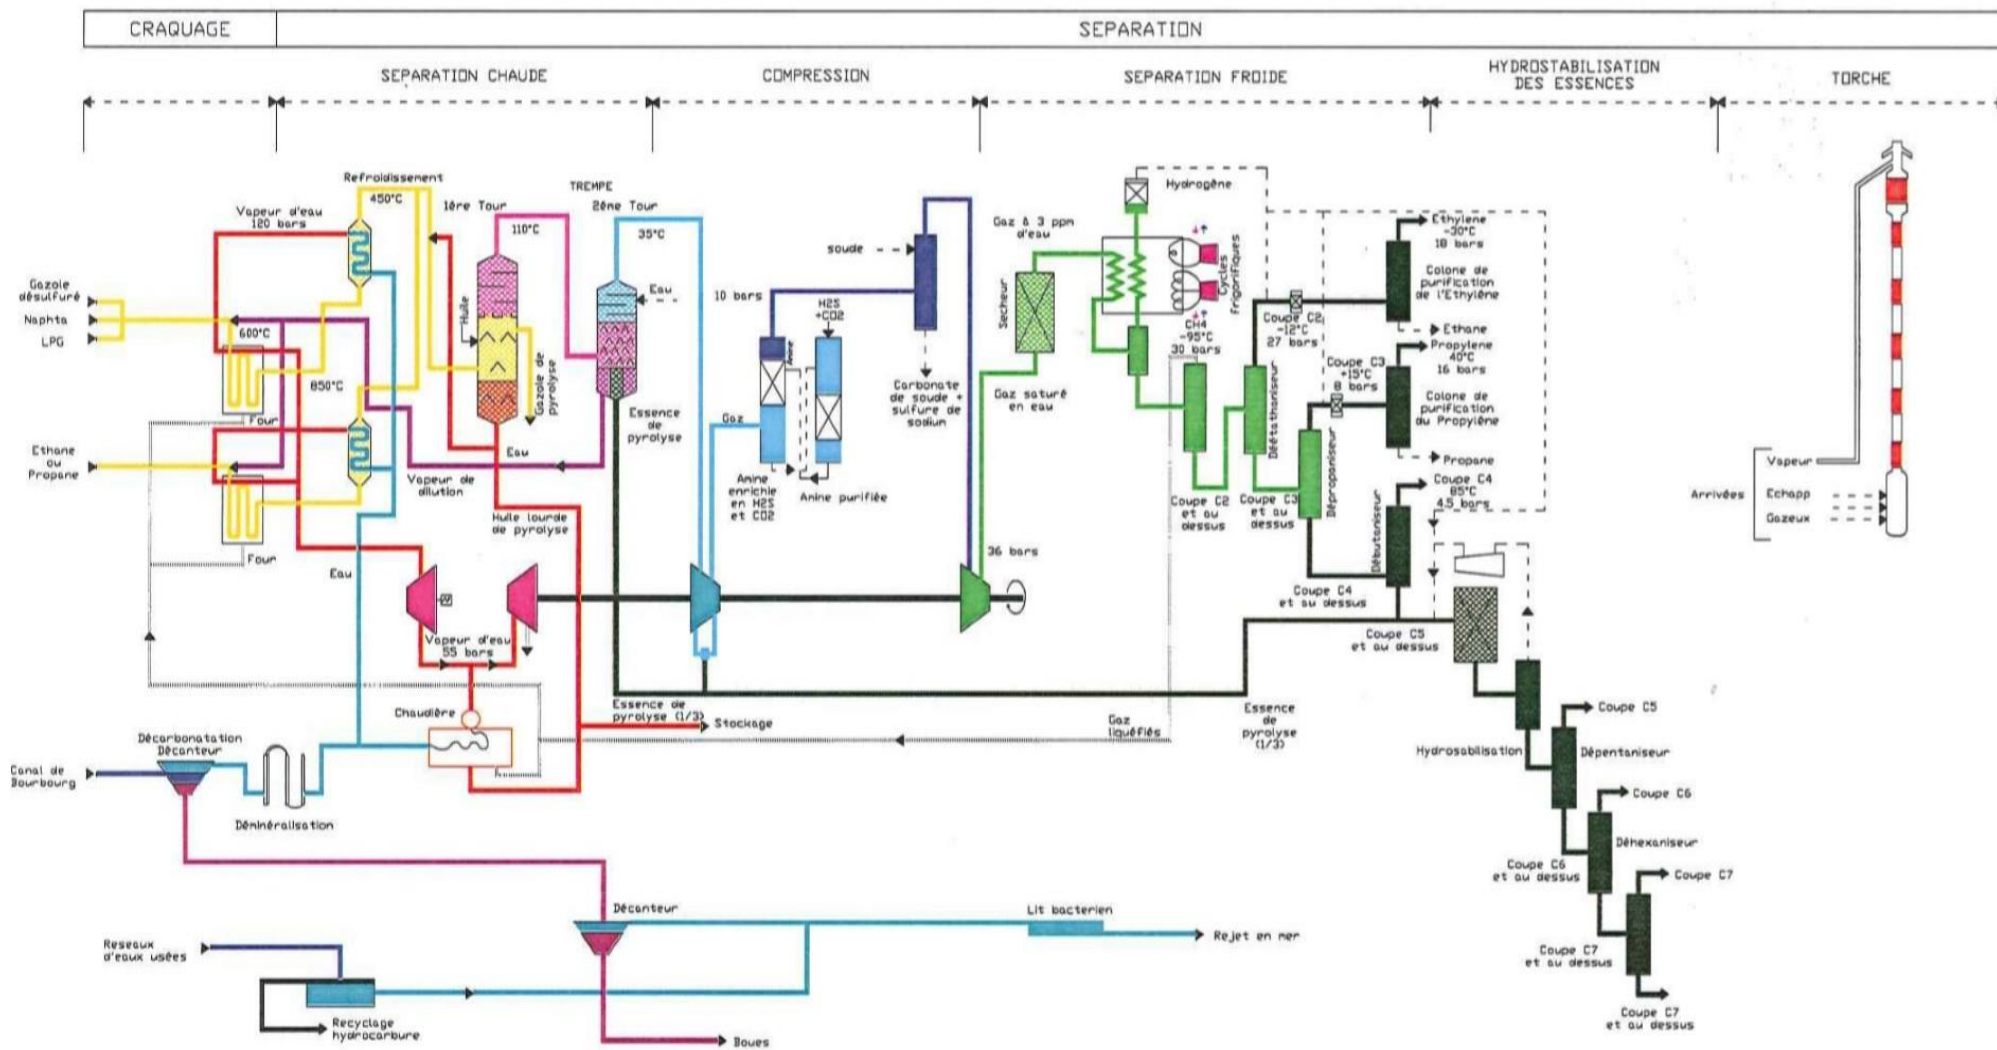 CRAQUAGE
SEPARATION
SEPARATION CHAUDE
COMPRESSION
SEPARATION FROIDE
HYDROSTABILISATION
DES ESSENCES
TORCHE
Refroidissement
450°C
Vapeur d'eau
120 bars
1ère Tour
110°C
TREMPE
2ème Tour
35°C
Eau
Huile
Gazole de
pyrolyse
Essence
de
pyrolyse
Gazole
désulfuré
Naphta
LPG
600°C
850°C
Four
Ethane
ou
Propane
Four
Eau
Vapeur de
dilution
Huile lourde
de pyrolyse
Eau
Vapeur d'eau
55 bars
Chaudière
Essence de
pyrolyse (1/3)
Stockage
Canal de
Bourbourg
Décarbonatation
Décanteur
Déminéralisation
Reseaux
d'eaux usées
Recyclage
hydrocarbure
Décanteur
Boues
Lit bacterien
Rejet en mer
soude
10 bars
H2S
+CO2
Amine
Gaz
Amine
enrichie
en H2S
et CO2
Amine purifiée
Carbonate
de soude +
sulfure de
sodium
36 bars
Gaz à 3 ppm
d'eau
Secheur
Gaz saturé
en eau
Hydrogène
Cycles
frigorifiques
CH4
-95°C
30 bars
Coupe C2
et au
dessus
Dééthaniseur
Coupe C2
-12°C
27 bars
Coupe C3
et au
dessus
Dépropaniseur
Coupe C3
+15°C
8 bars
Ethylene
-30°C
18 bars
Colone de
purification
de l'Ethylène
Ethane
Propylene
40°C
16 bars
Colone de
purification
du Propylène
Propane
Coupe C4
85°C
4.5 bars
Débutaniseur
Coupe C4
et au dessus
Coupe C5
et au dessus
Gaz
liquéfiés
Essence
de
pyrolyse
(1/3)
Hydrosabilisation
Coupe C5
Dépentaniseur
Coupe C6
Déhexaniseur
Coupe C6
et au dessus
Coupe C7
Coupe C7
et au dessus
Coupe C7
et au dessus
Arrivées
Vapeur
Echapp
Gazeux